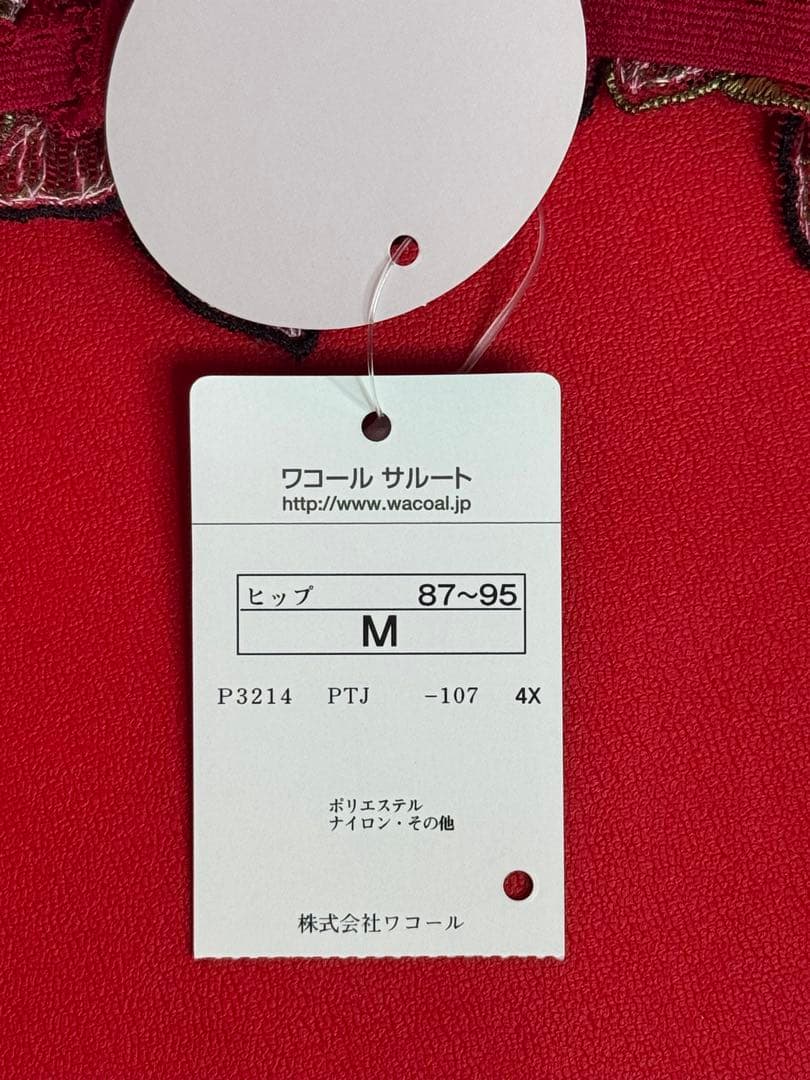 ワコール サルート
http://www.wacoal.jp
ヒップ 87～95
M
P3214 PTJ -107 4X
ポリエステル
ナイロン・その他
株式会社ワコール